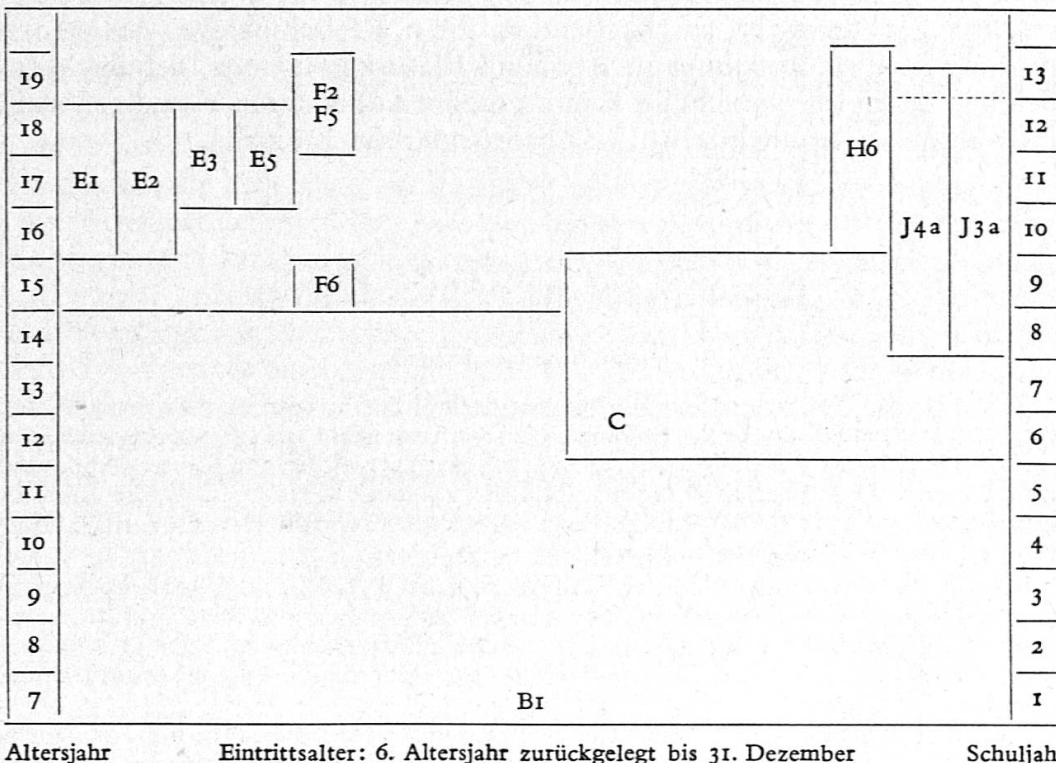 19 F2 13
18 F5 12
17 E1 E2 E3 E5 H6 11
16 J4a J3a 10
15 F6 9
14 8
13 7
12 C 6
11 5
10 4
9 3
8 2
7 B1 1
Altersjahr Eintrittsalter: 6. Altersjahr zurückgelegt bis 31. Dezember Schuljah